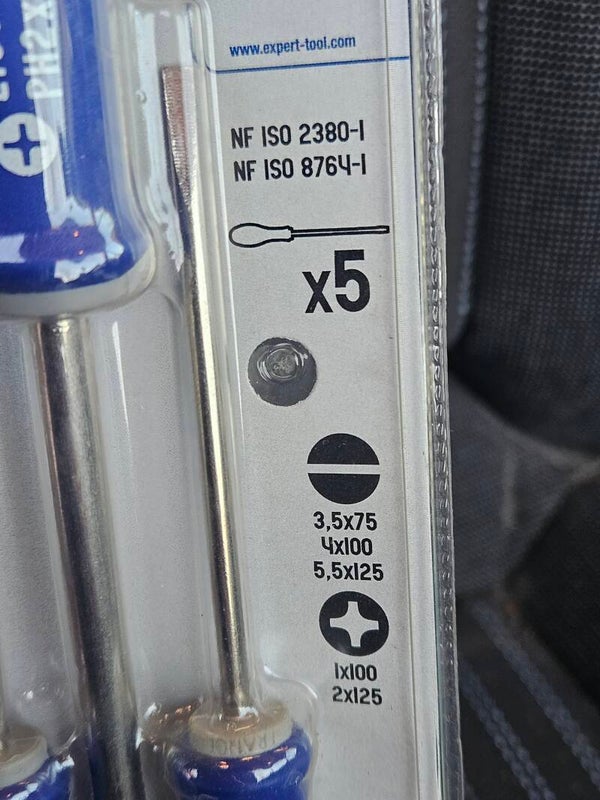 www.expert-tool.com
PH2x
NF ISO 2380-1
NF ISO 8764-1
x5
3,5x75
4x100
5,5x125
1x100
2x125